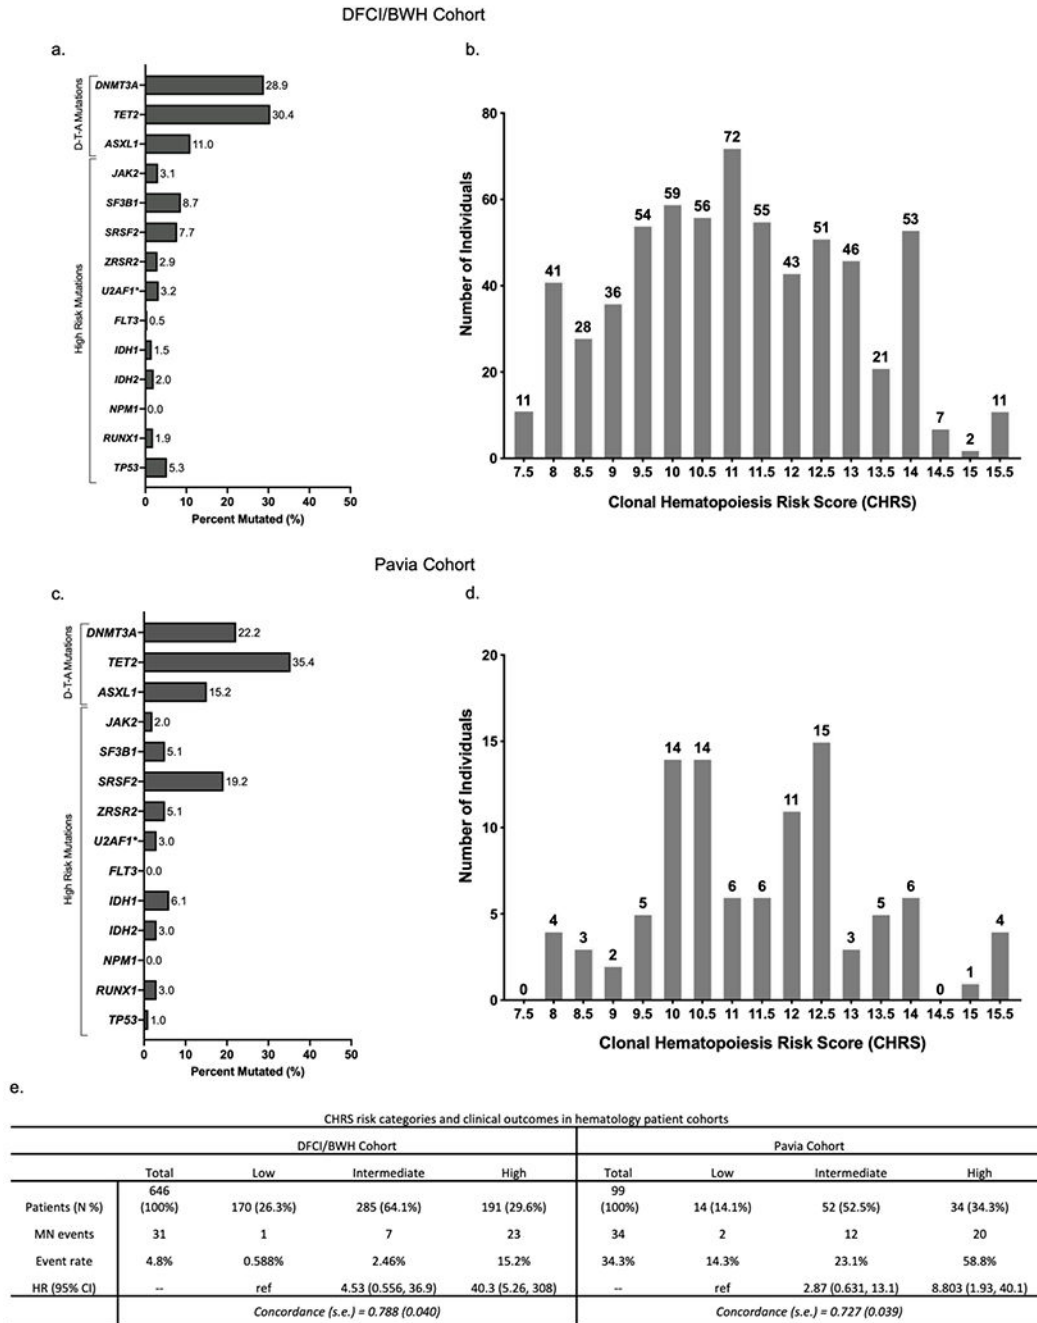 DFCI/BWH Cohort
a.
D-T-A Mutations
High Risk Mutations
DNMT3A 28.9
TET2 30.4
ASXL1 11.0
JAK2 3.1
SF3B1 8.7
SRSF2 7.7
ZRSR2 2.9
U2AF1* 3.2
FLT3 0.5
IDH1 1.5
IDH2 2.0
NPM1 0.0
RUNX1 1.9
TP53 5.3
0 10 20 30 40 50
Percent Mutated (%)
b.
Number of Individuals
80
60
40
20
0
11 41 28 36 54 59 56 72 55 43 51 46 21 53 7 2 11
7.5 8 8.5 9 9.5 10 10.5 11 11.5 12 12.5 13 13.5 14 14.5 15 15.5
Clonal Hematopoiesis Risk Score (CHRS)
Pavia Cohort
c.
D-T-A Mutations
High Risk Mutations
DNMT3A 22.2
TET2 35.4
ASXL1 15.2
JAK2 2.0
SF3B1 5.1
SRSF2 19.2
ZRSR2 5.1
U2AF1* 3.0
FLT3 0.0
IDH1 6.1
IDH2 3.0
NPM1 0.0
RUNX1 3.0
TP53 1.0
0 10 20 30 40 50
Percent Mutated (%)
d.
Number of Individuals
20
15
10
5
0
0 4 3 2 5 14 14 6 6 11 15 3 5 6 0 1 4
7.5 8 8.5 9 9.5 10 10.5 11 11.5 12 12.5 13 13.5 14 14.5 15 15.5
Clonal Hematopoiesis Risk Score (CHRS)
e.
CHRS risk categories and clinical outcomes in hematology patient cohorts
DFCI/BWH Cohort Pavia Cohort
Total Low Intermediate High Total Low Intermediate High
646 99
Patients (N %) (100%) 170 (26.3%) 285 (64.1%) 191 (29.6%) (100%) 14 (14.1%) 52 (52.5%) 34 (34.3%)
MN events 31 1 7 23 34 2 12 20
Event rate 4.8% 0.588% 2.46% 15.2% 34.3% 14.3% 23.1% 58.8%
HR (95% CI) -- ref 4.53 (0.556, 36.9) 40.3 (5.26, 308) -- ref 2.87 (0.631, 13.1) 8.803 (1.93, 40.1)
Concordance (s.e.) = 0.788 (0.040) Concordance (s.e.) = 0.727 (0.039)